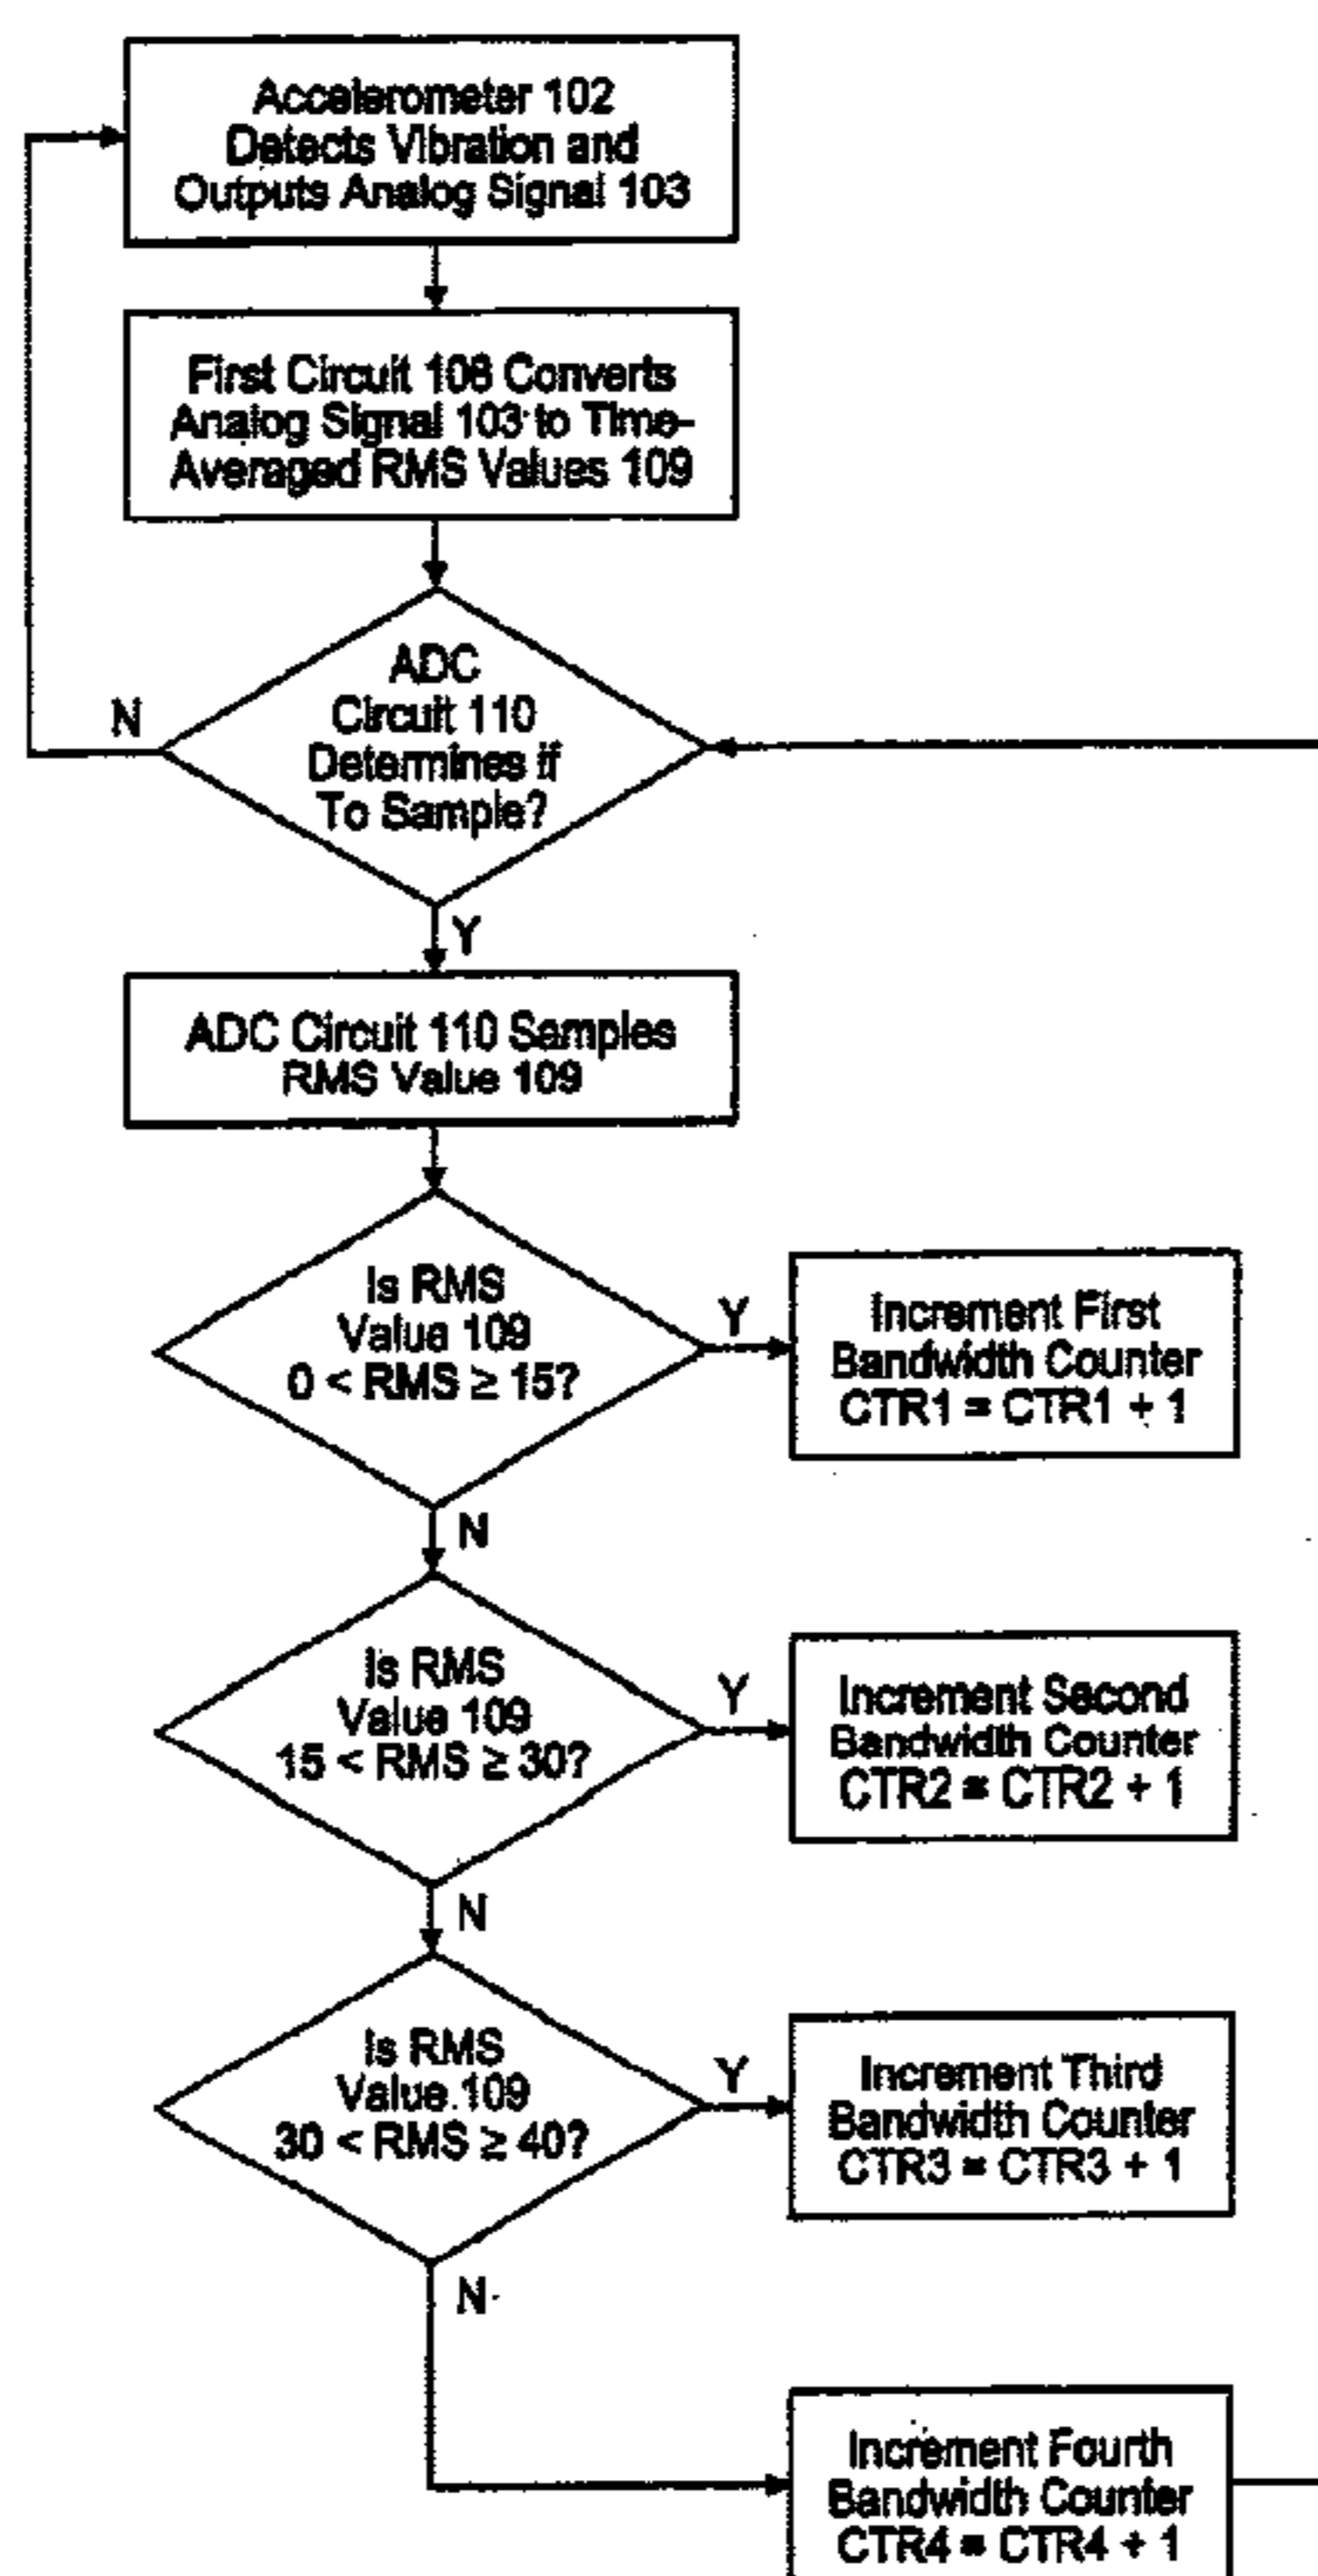 Accelerometer 102
Detects Vibration and
Outputs Analog Signal 103
First Circuit 108 Converts
Analog Signal 103 to Time-
Averaged RMS Values 109
ADC
Circuit 110
Determines if
To Sample?
N
Y
ADC Circuit 110 Samples
RMS Value 109
Is RMS
Value 109
0 < RMS ≥ 15?
Y
Increment First
Bandwidth Counter
CTR1 = CTR1 + 1
N
Is RMS
Value 109
15 < RMS ≥ 30?
Y
Increment Second
Bandwidth Counter
CTR2 = CTR2 + 1
N
Is RMS
Value 109
30 < RMS ≥ 40?
Y
Increment Third
Bandwidth Counter
CTR3 = CTR3 + 1
N
Increment Fourth
Bandwidth Counter
CTR4 = CTR4 + 1